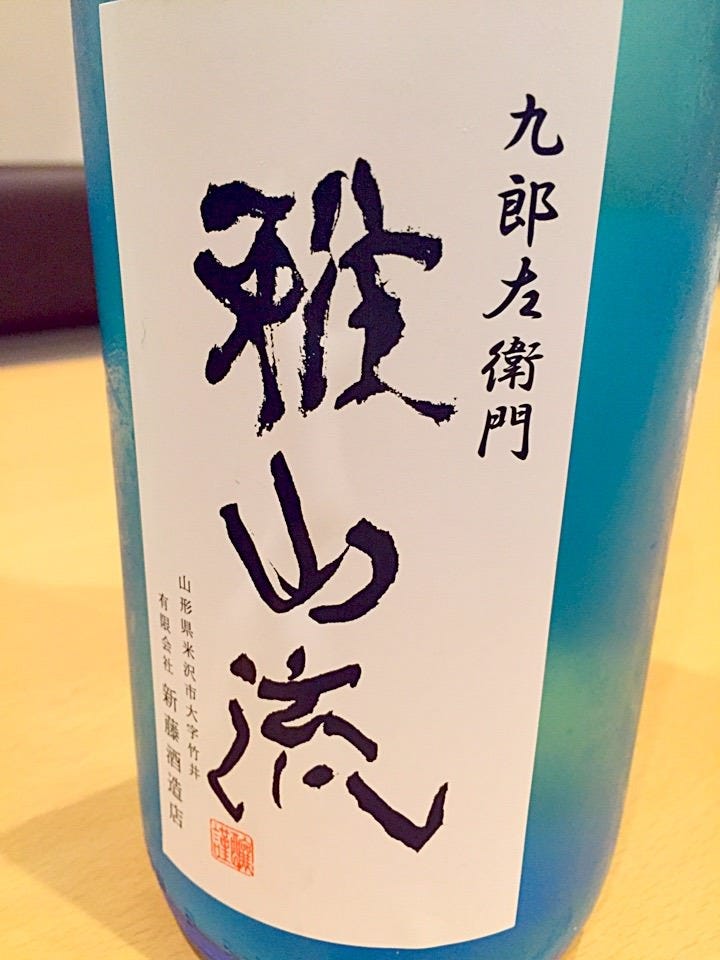 九郎左衛門
雅山流
山形県米沢市大字竹井
有限会社 新藤酒造店
謹醸